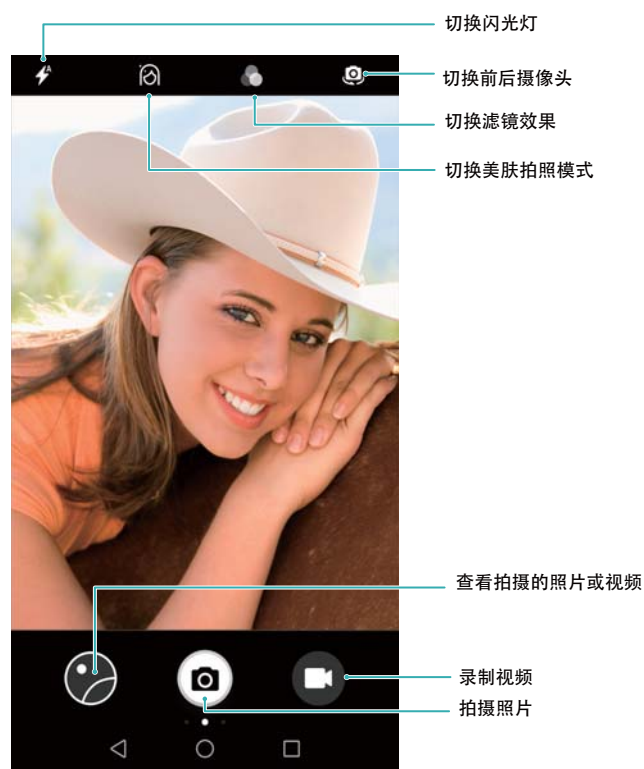 切换闪光灯
切换前后摄像头
切换滤镜效果
切换美肤拍照模式
查看拍摄的照片或视频
录制视频
拍摄照片